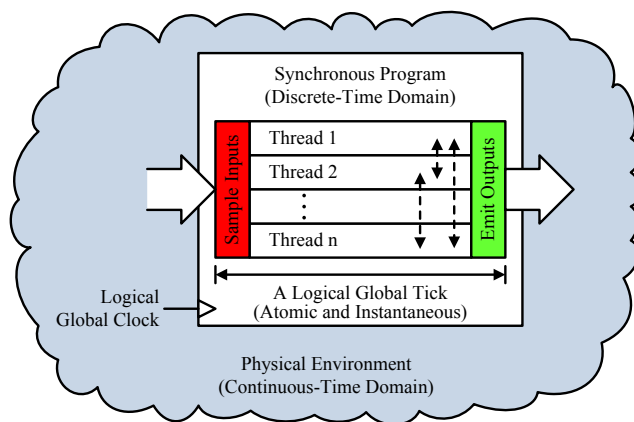 Synchronous Program
(Discrete-Time Domain)
Sample Inputs
Thread 1
Thread 2
⋮
Thread n
Emit Outputs
A Logical Global Tick
(Atomic and Instantaneous)
Logical
Global Clock
Physical Environment
(Continuous-Time Domain)